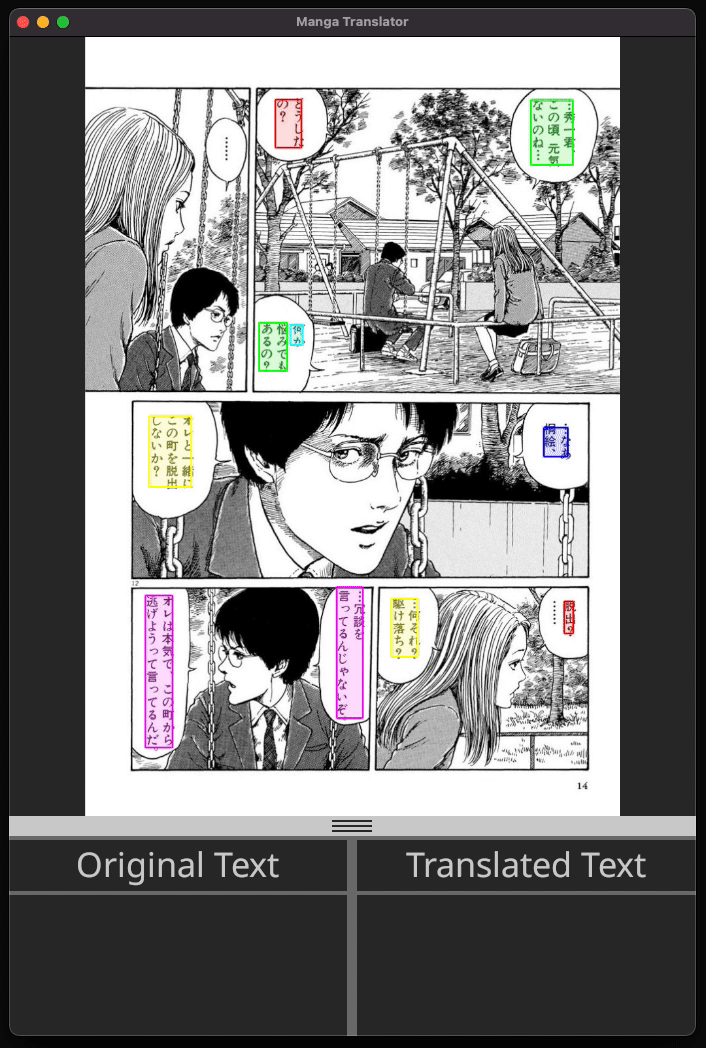 Manga Translator
…秀一君
この頃 元気
ないのね…
どうした
の？
何か
悩みでも
あるの？
……
…なあ
桐絵、
オレと一緒に
この町を脱出
しないか？
12
脱出？
……
…何それ？
駆け落ち？
…冗談を
言ってるんじゃないぞ
オレは本気で この町から
逃げようって言ってるんだ。
14
Original Text
Translated Text